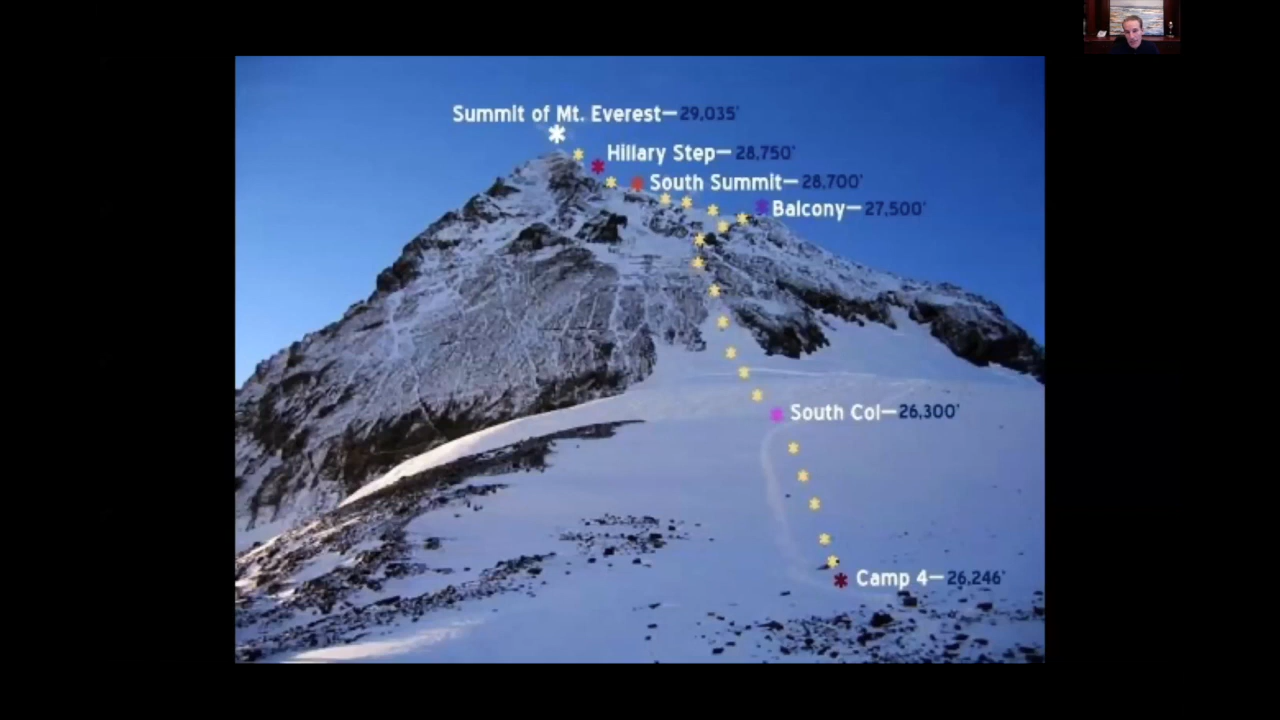 Summit of Mt. Everest—29,035'
Hillary Step—28,750'
South Summit—28,700'
Balcony—27,500'
South Col—26,300'
Camp 4—26,246'